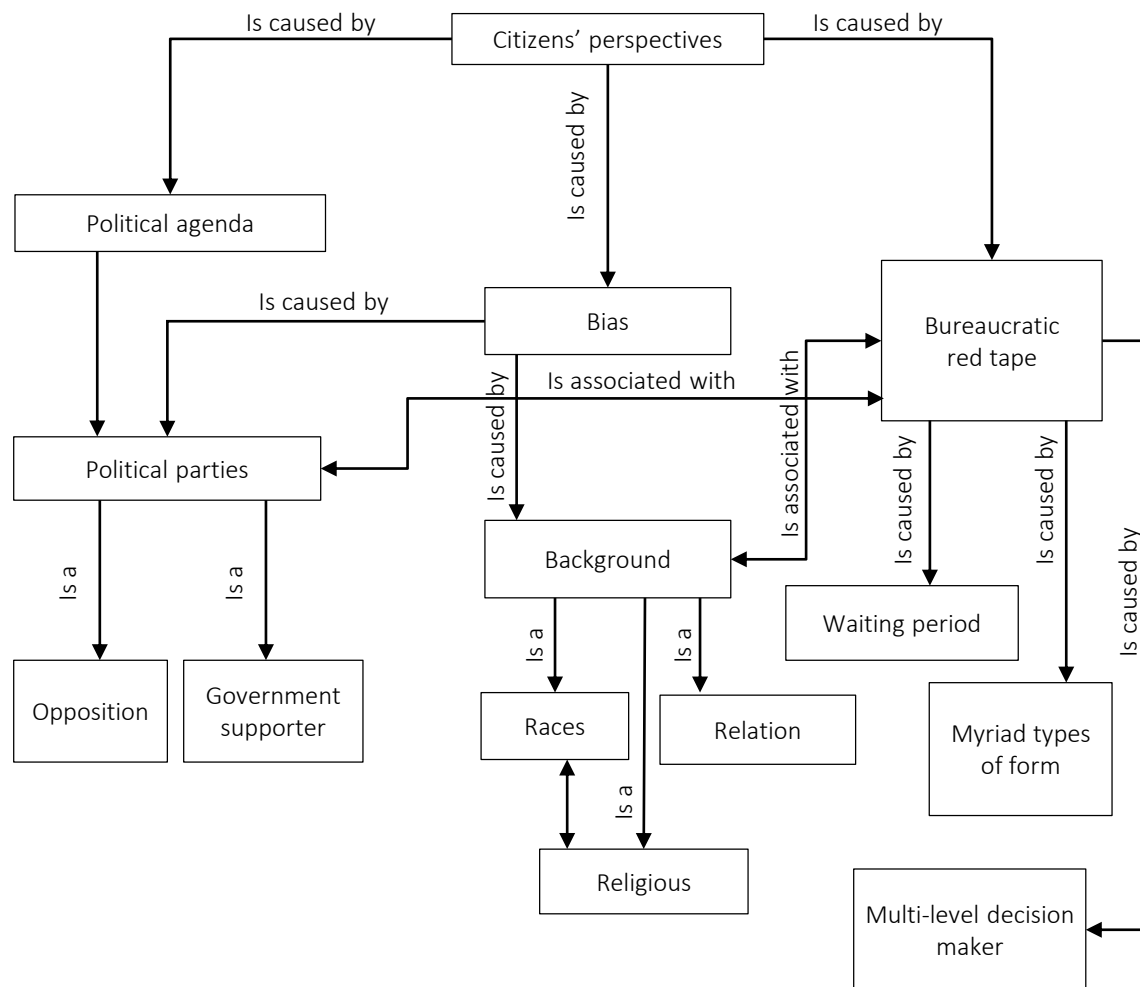 Is caused by
Citizens’ perspectives
Is caused by
Is caused by
Political agenda
Is caused by
Bias
Bureaucratic
red tape
Is associated with
Is associated with
Is caused by
Political parties
Is caused by
Is caused by
Is caused by
Background
Is a
Is a
Waiting period
Is a
Is a
Opposition
Government
supporter
Races
Relation
Myriad types
of form
Is a
Religious
Multi-level decision
maker